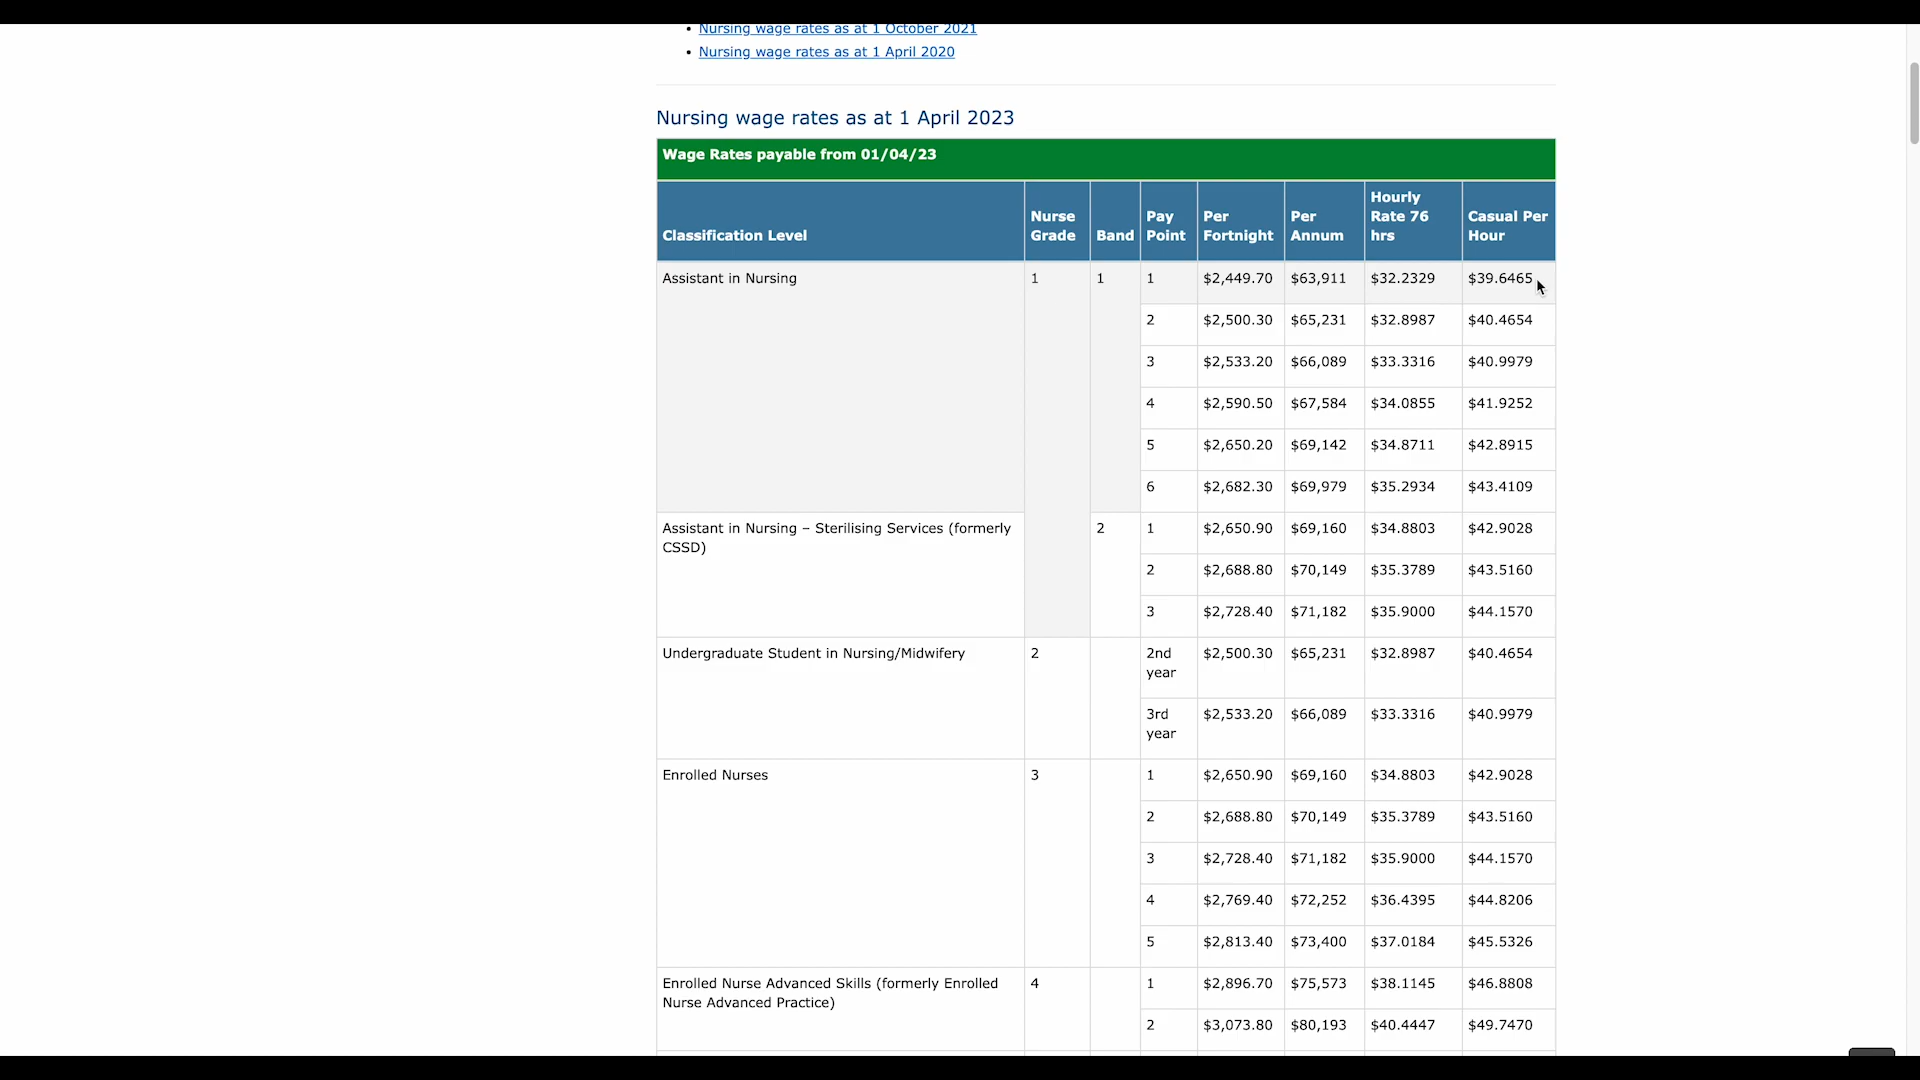 Nursing wage rates as at 1 October 2021
Nursing wage rates as at 1 April 2020
Nursing wage rates as at 1 April 2023
Wage Rates payable from 01/04/23
Classification Level Nurse Grade Band Pay Point Per Fortnight Per Annum Hourly Rate 76 hrs Casual Per Hour
Assistant in Nursing 1 1 1 $2,449.70 $63,911 $32.2329 $39.6465
2 $2,500.30 $65,231 $32.8987 $40.4654
3 $2,533.20 $66,089 $33.3316 $40.9979
4 $2,590.50 $67,584 $34.0855 $41.9252
5 $2,650.20 $69,142 $34.8711 $42.8915
6 $2,682.30 $69,979 $35.2934 $43.4109
Assistant in Nursing – Sterilising Services (formerly 2 1 $2,650.90 $69,160 $34.8803 $42.9028
CSSD)
2 $2,688.80 $70,149 $35.3789 $43.5160
3 $2,728.40 $71,182 $35.9000 $44.1570
Undergraduate Student in Nursing/Midwifery 2 2nd $2,500.30 $65,231 $32.8987 $40.4654
year
3rd $2,533.20 $66,089 $33.3316 $40.9979
year
Enrolled Nurses 3 1 $2,650.90 $69,160 $34.8803 $42.9028
2 $2,688.80 $70,149 $35.3789 $43.5160
3 $2,728.40 $71,182 $35.9000 $44.1570
4 $2,769.40 $72,252 $36.4395 $44.8206
5 $2,813.40 $73,400 $37.0184 $45.5326
Enrolled Nurse Advanced Skills (formerly Enrolled 4 1 $2,896.70 $75,573 $38.1145 $46.8808
Nurse Advanced Practice)
2 $3,073.80 $80,193 $40.4447 $49.7470